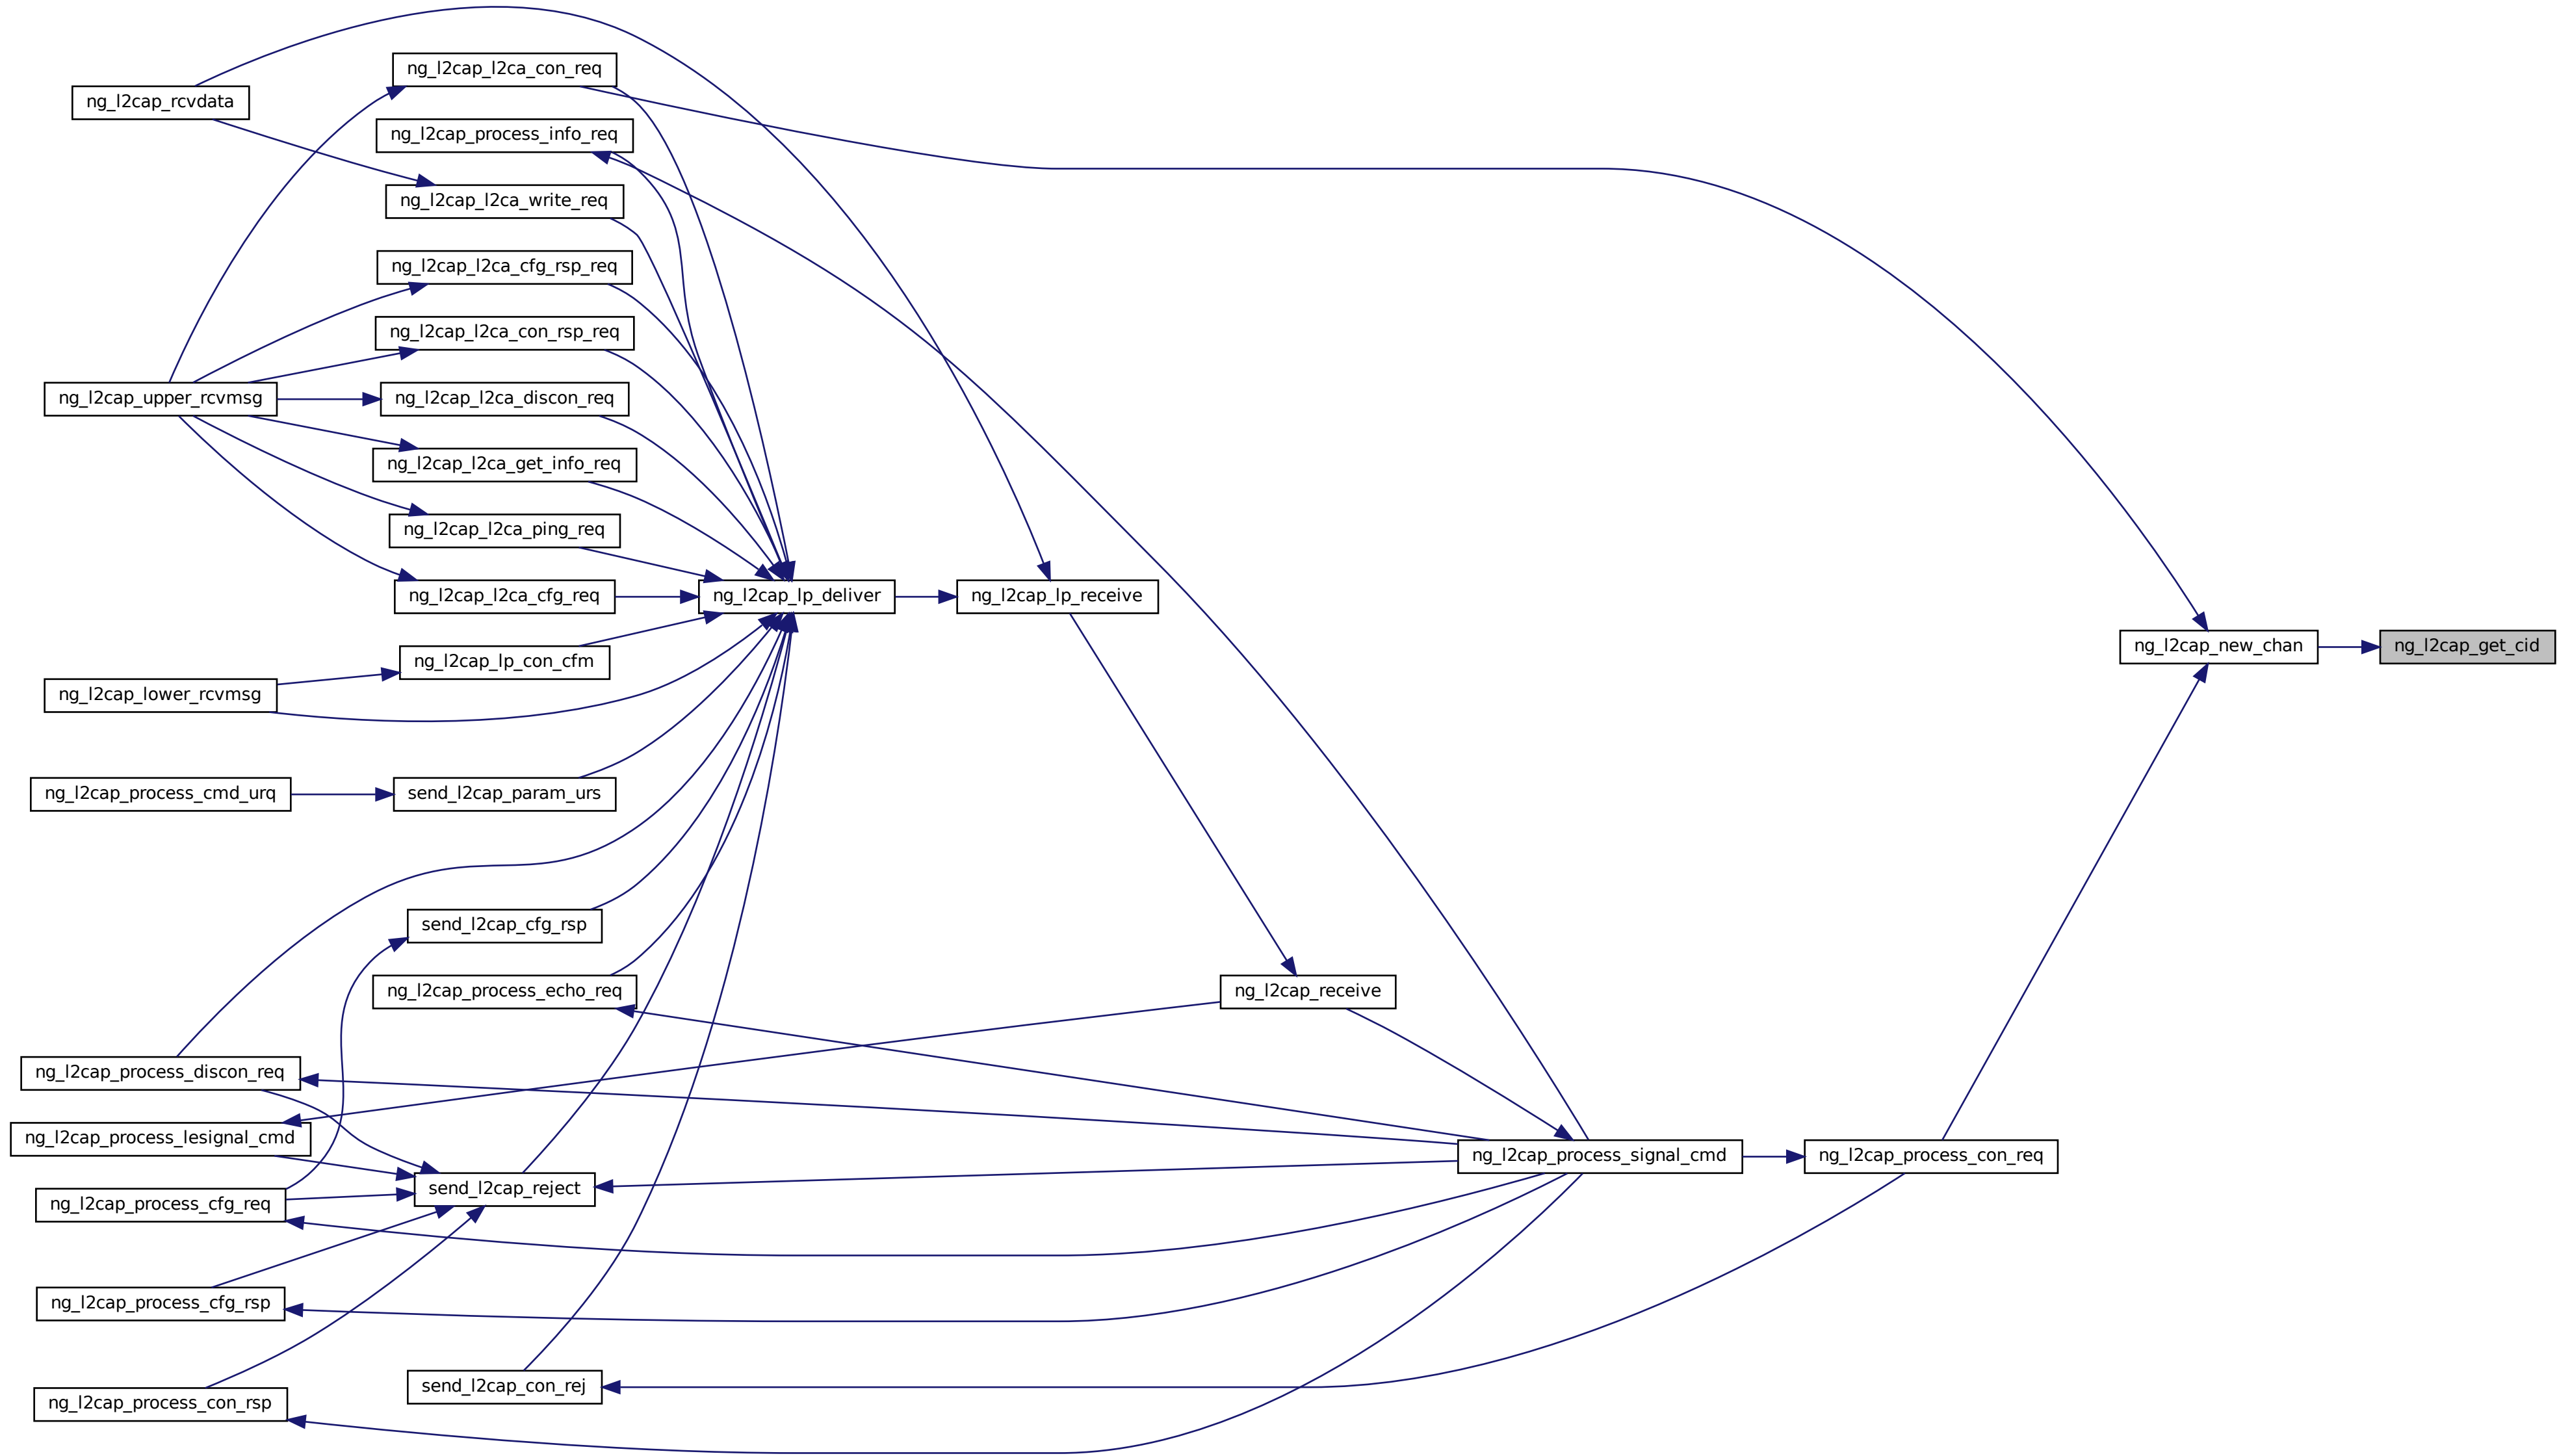 ng_l2cap_l2ca_con_req
ng_l2cap_rcvdata
ng_l2cap_process_info_req
ng_l2cap_l2ca_write_req
ng_l2cap_l2ca_cfg_rsp_req
ng_l2cap_l2ca_con_rsp_req
ng_l2cap_upper_rcvmsg
ng_l2cap_l2ca_discon_req
ng_l2cap_l2ca_get_info_req
ng_l2cap_l2ca_ping_req
ng_l2cap_l2ca_cfg_req
ng_l2cap_lp_deliver
ng_l2cap_lp_receive
ng_l2cap_new_chan
ng_l2cap_get_cid
ng_l2cap_lp_con_cfm
ng_l2cap_lower_rcvmsg
ng_l2cap_process_cmd_urq
send_l2cap_param_urs
send_l2cap_cfg_rsp
ng_l2cap_process_echo_req
ng_l2cap_receive
ng_l2cap_process_discon_req
ng_l2cap_process_lesignal_cmd
ng_l2cap_process_signal_cmd
ng_l2cap_process_con_req
send_l2cap_reject
ng_l2cap_process_cfg_req
ng_l2cap_process_cfg_rsp
send_l2cap_con_rej
ng_l2cap_process_con_rsp